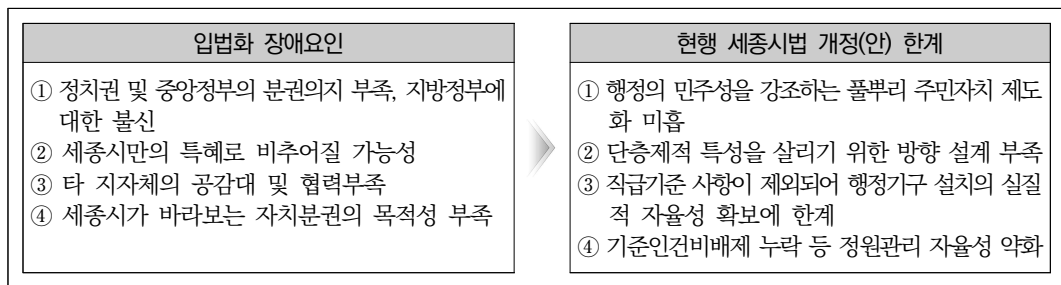 입법화 장애요인
① 정치권 및 중앙정부의 분권의지 부족, 지방정부에
대한 불신
② 세종시만의 특혜로 비추어질 가능성
③ 타 지자체의 공감대 및 협력부족
④ 세종시가 바라보는 자치분권의 목적성 부족
현행 세종시법 개정(안) 한계
① 행정의 민주성을 강조하는 풀뿌리 주민자치 제도
화 미흡
② 단층제적 특성을 살리기 위한 방향 설계 부족
③ 직급기준 사항이 제외되어 행정기구 설치의 실질
적 자율성 확보에 한계
④ 기준인건비배제 누락 등 정원관리 자율성 약화